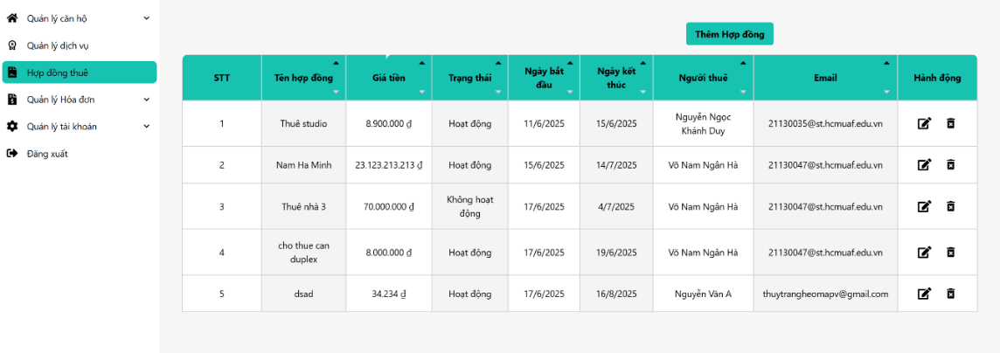 Quản lý căn hộ
Quản lý dịch vụ
Hợp đồng thuê
Quản lý Hóa đơn
Quản lý tài khoản
Đăng xuất
Thêm Hợp đồng
STT Tên hợp đồng Giá tiền Trạng thái Ngày bắt đầu Ngày kết thúc Người thuê Email Hành động
1 Thuê studio 8.900.000 ₫ Hoạt động 11/6/2025 15/6/2025 Nguyễn Ngọc Khánh Duy 21130035@st.hcmuaf.edu.vn
2 Nam Ha Minh 23.123.213.213 ₫ Hoạt động 15/6/2025 14/7/2025 Võ Nam Ngân Hà 21130047@st.hcmuaf.edu.vn
3 Thuê nhà 3 70.000.000 ₫ Không hoạt động 17/6/2025 4/7/2025 Võ Nam Ngân Hà 21130047@st.hcmuaf.edu.vn
4 cho thue can duplex 8.000.000 ₫ Hoạt động 17/6/2025 19/6/2025 Võ Nam Ngân Hà 21130047@st.hcmuaf.edu.vn
5 dsad 34.234 ₫ Hoạt động 17/6/2025 16/8/2025 Nguyễn Văn A thuytrangheomapv@gmail.com